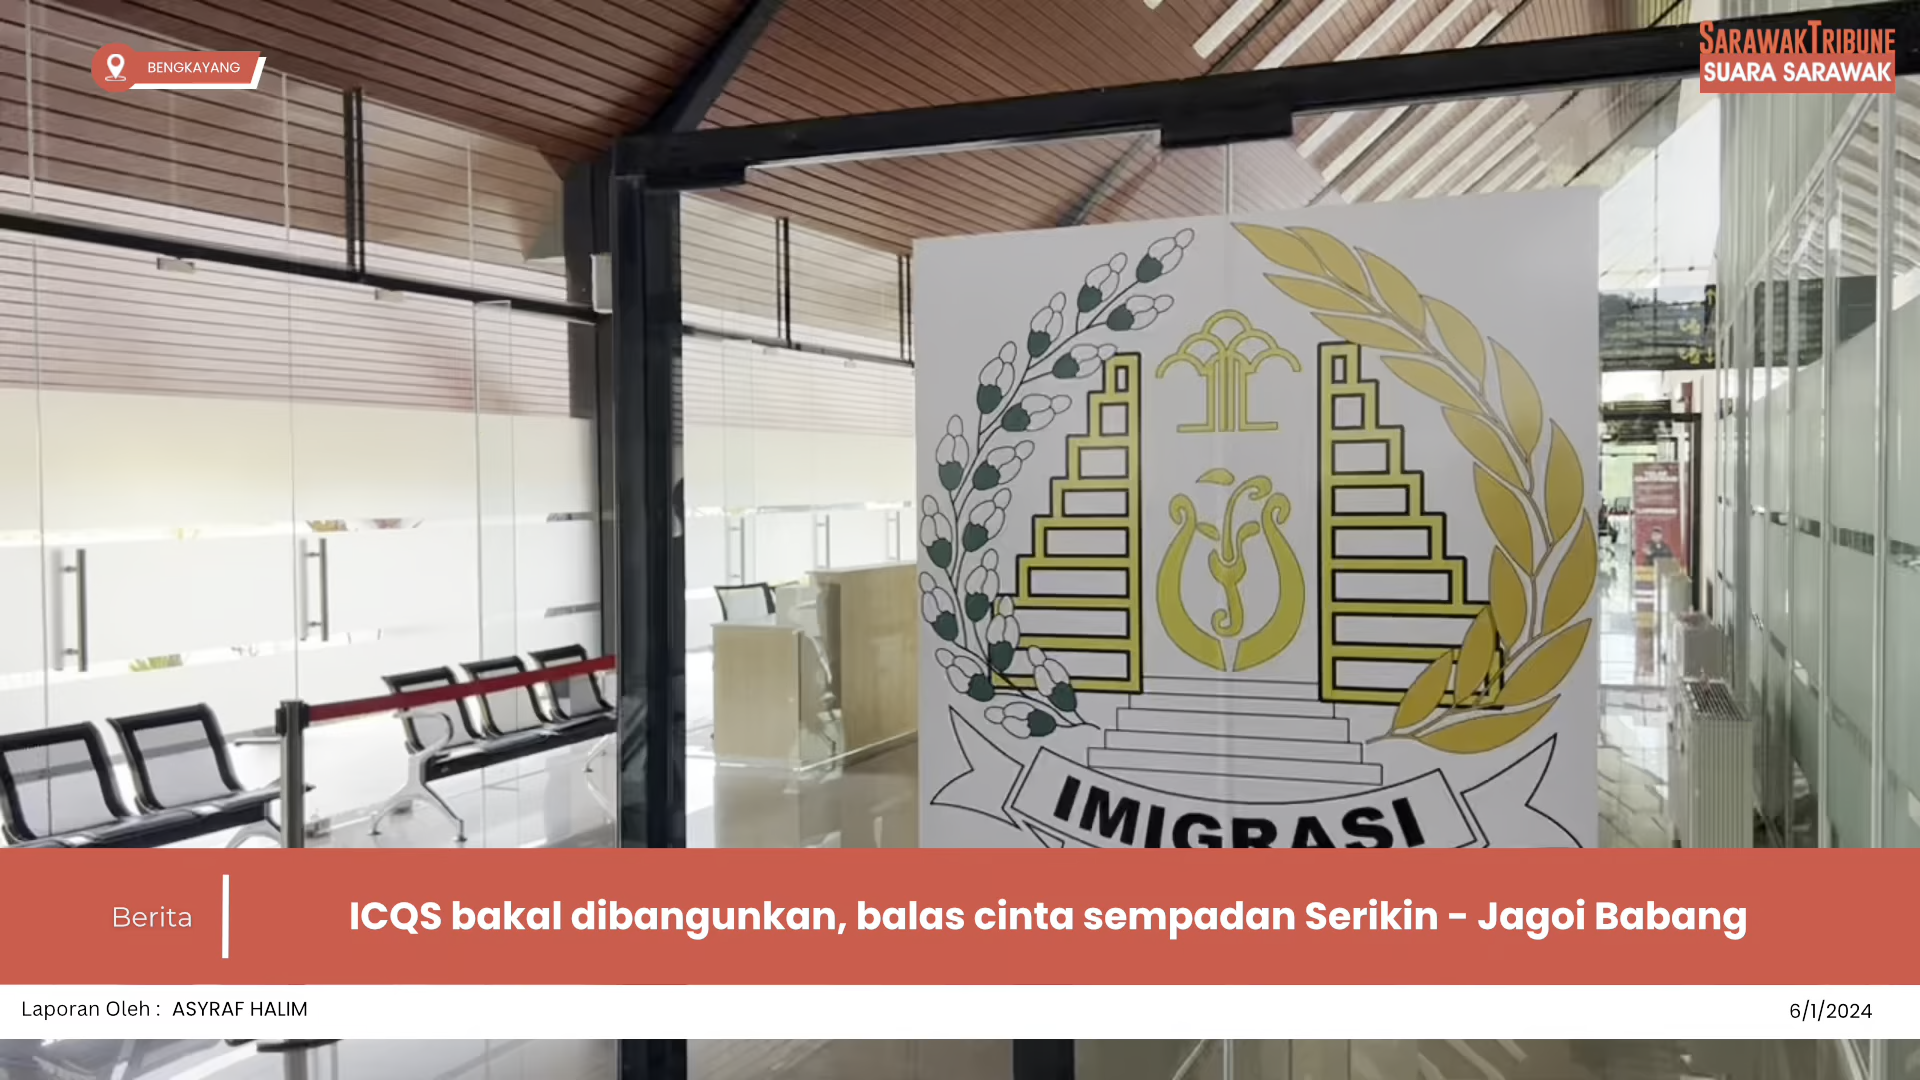 BENGKAYANG
SARAWAKTRIBUNE
SUARA SARAWAK
IMIGRASI
Berita
ICQS bakal dibangunkan, balas cinta sempadan Serikin - Jagoi Babang
Laporan Oleh : ASYRAF HALIM
6/1/2024